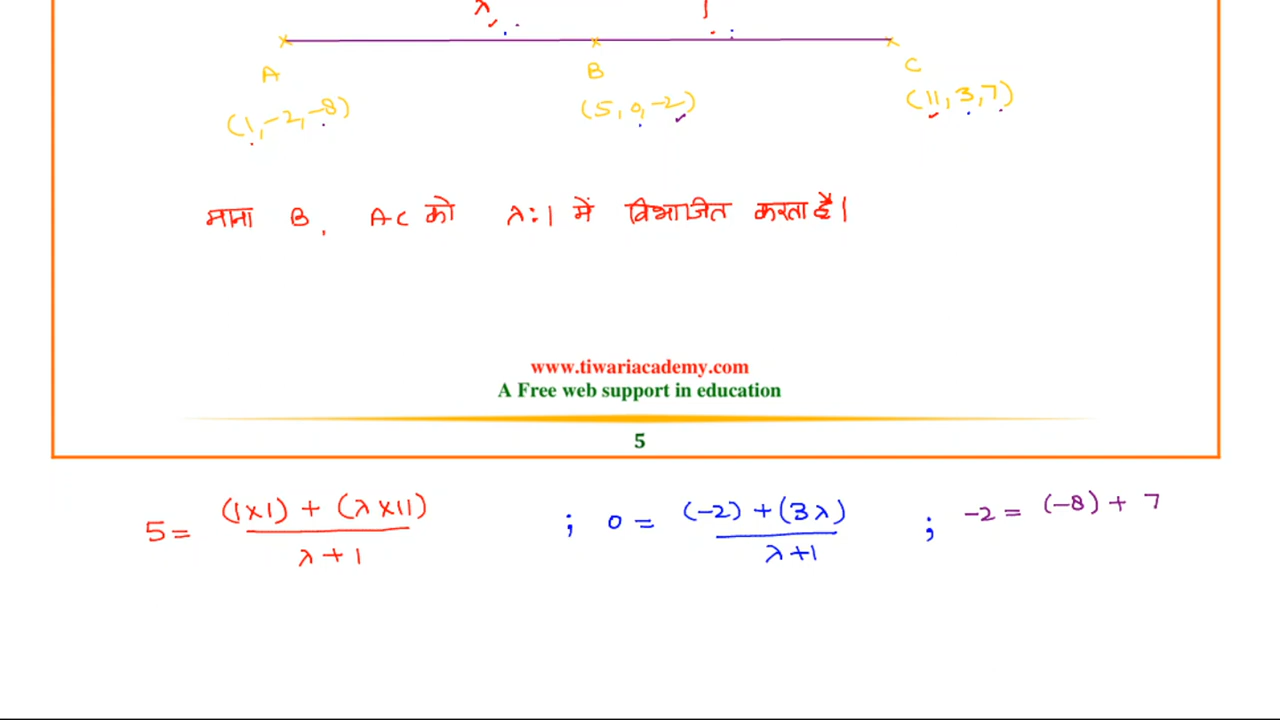 λ 1
A B C
(1,-2,-8) (5,0,-2) (11,3,7)
माना B, AC को λ:1 में विभाजित करता है।
www.tiwariacademy.com
A Free web support in education
5
5 = (1×1) + (λ×11) / λ+1 ; 0 = (-2) + (3λ) / λ+1 ; -2 = (-8) + 7